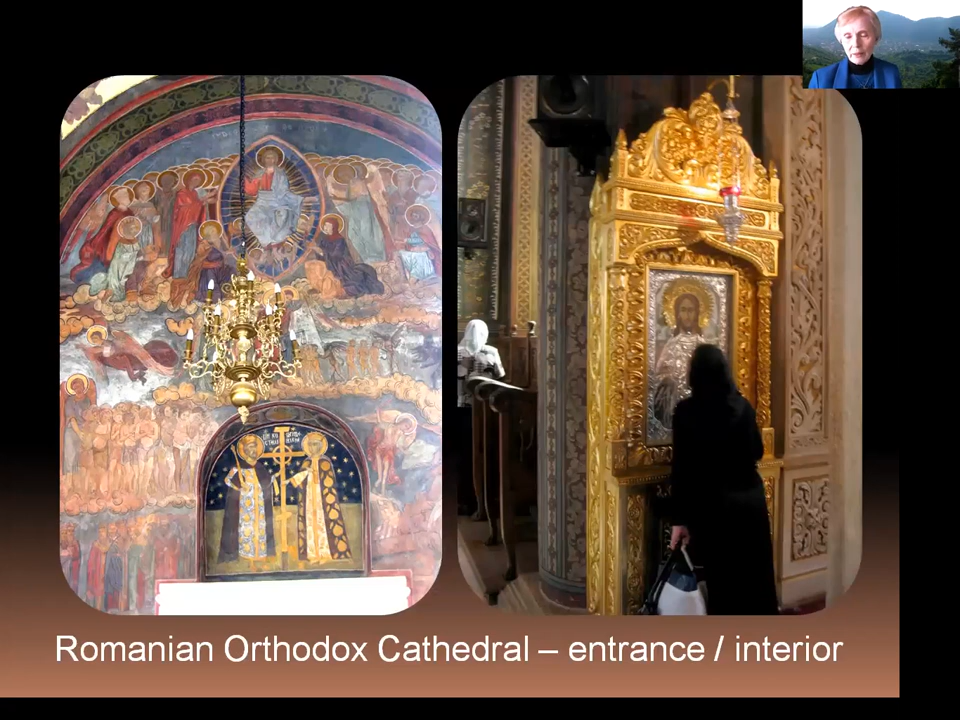 Romanian Orthodox Cathedral – entrance / interior